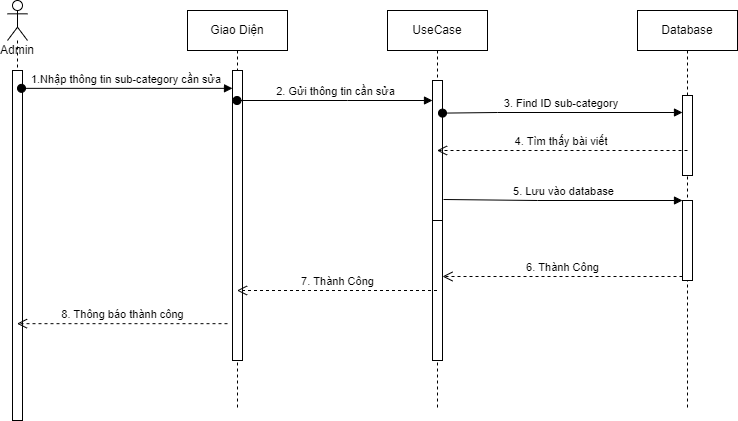 Giao Diện
UseCase
Database
Admin
1.Nhập thông tin sub-category cần sửa
2. Gửi thông tin cần sửa
3. Find ID sub-category
4. Tìm thấy bài viết
5. Lưu vào database
6. Thành Công
7. Thành Công
8. Thông báo thành công